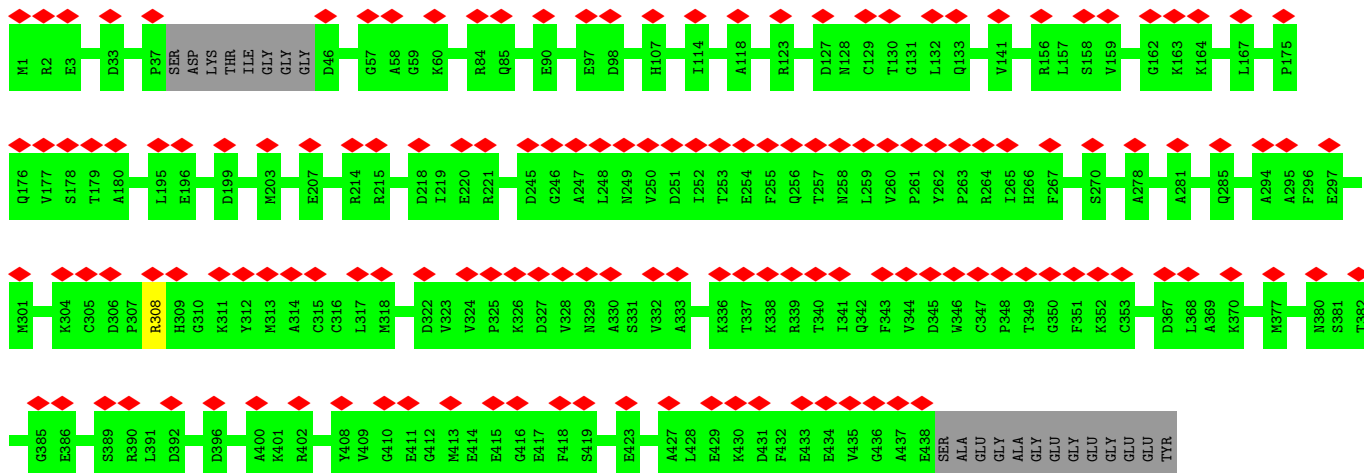 M1 R2 E3 D33 P37 SER ASP LYS THR ILE GLY GLY GLY D46 G57 A58 G59 K60 R84 Q85 E90 E97 D98 H107 I114 A118 R123 D127 N128 C129 T130 G131 L132 Q133 V141 R156 L157 S158 V159 G162 K163 K164 L167 P175
Q176 V177 S178 T179 A180 L195 E196 D199 M203 E207 R214 R215 D218 I219 E220 R221 D245 G246 A247 L248 N249 V250 D251 I252 T253 E254 F255 Q256 T257 N258 L259 V260 P261 Y262 P263 R264 I265 H266 F267 S270 A278 A281 Q285 A294 A295 F296 E297
M301 K304 C305 D306 P307 R308 H309 G310 K311 Y312 M313 A314 C315 C316 L317 M318 D322 V323 V324 P325 K326 D327 V328 N329 A330 S331 V332 A333 K336 T337 K338 R339 T340 I341 Q342 F343 V344 D345 W346 C347 P348 T349 G350 F351 K352 C353 D367 L368 A369 K370 M377 N380 S381 T382
G385 E386 S389 R390 L391 D392 D396 A400 K401 R402 Y408 V409 G410 E411 G412 M413 E414 E415 G416 E417 F418 S419 E423 A427 L428 E429 K430 D431 F432 E433 E434 V435 G436 A437 E438 SER ALA GLU GLY ALA GLY GLU GLY GLU GLY GLU GLU TYR